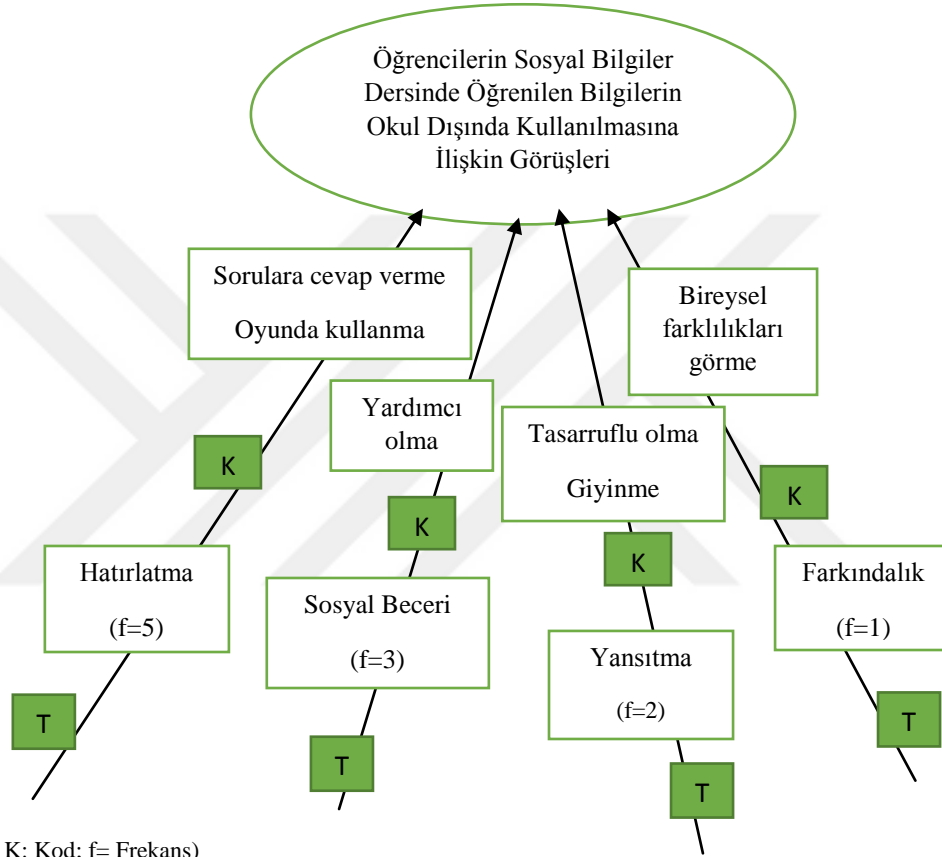 Öğrencilerin Sosyal Bilgiler
Dersinde Öğrenilen Bilgilerin
Okul Dışında Kullanılmasına
İlişkin Görüşleri
Sorulara cevap verme
Oyunda kullanma
Bireysel
farklılıkları
görme
Yardımcı
olma
Tasarruflu olma
Giyinme
K
K
K
K
Hatırlatma
(f=5)
Sosyal Beceri
(f=3)
Yansıtma
(f=2)
Farkındalık
(f=1)
T
T
T
T
K: Kod; f= Frekans)